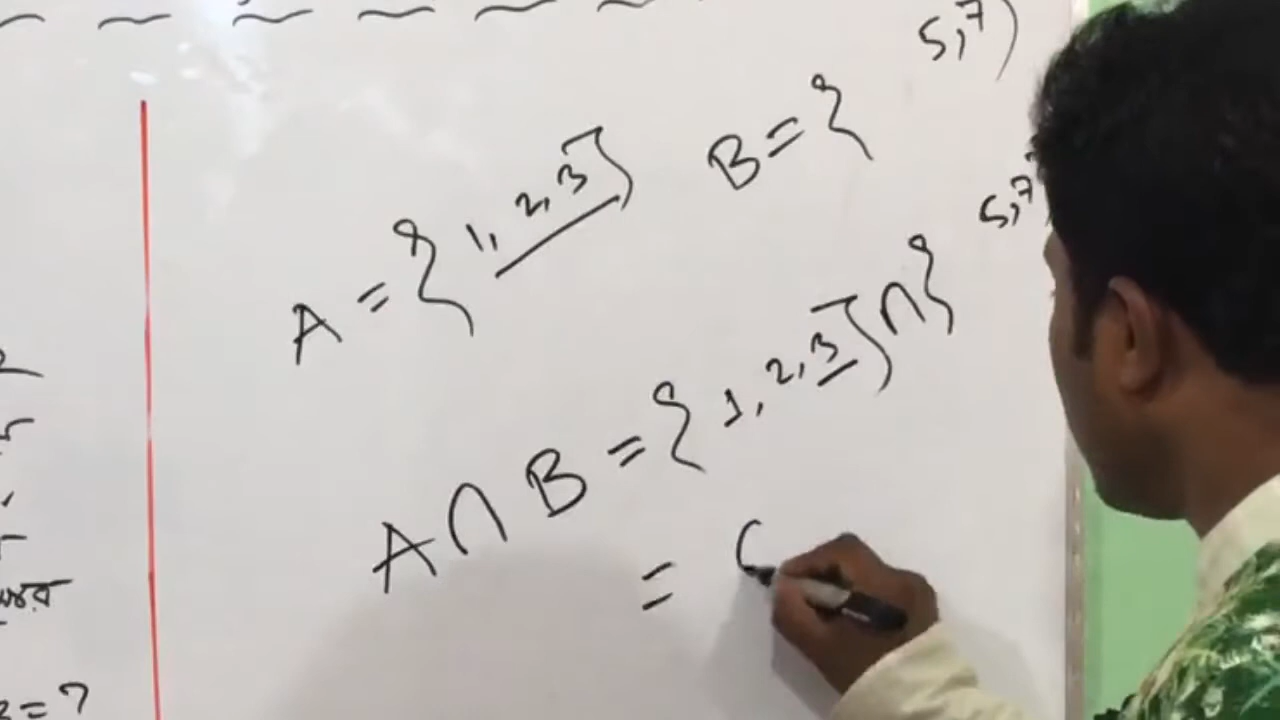 A = {1, 2, 3} B = { 5, 7}
A ∩ B = {1, 2, 3} ∩ { 5, 7
=
= ?